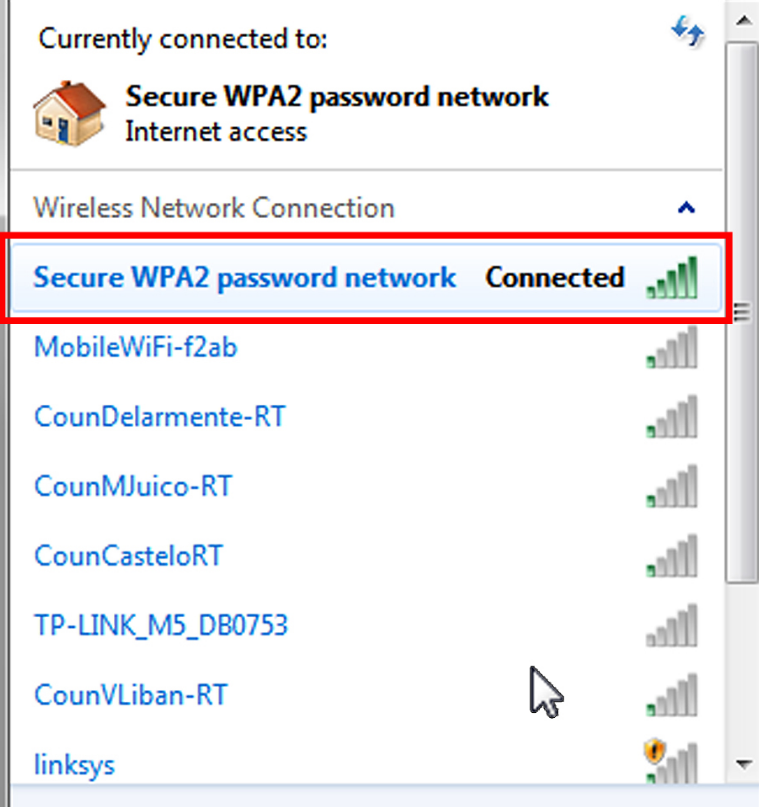 Currently connected to:
Secure WPA2 password network
Internet access
Wireless Network Connection
Secure WPA2 password network Connected
MobileWiFi-f2ab
CounDelarmente-RT
CounMJuico-RT
CounCasteloRT
TP-LINK_M5_DB0753
CounVLiban-RT
linksys